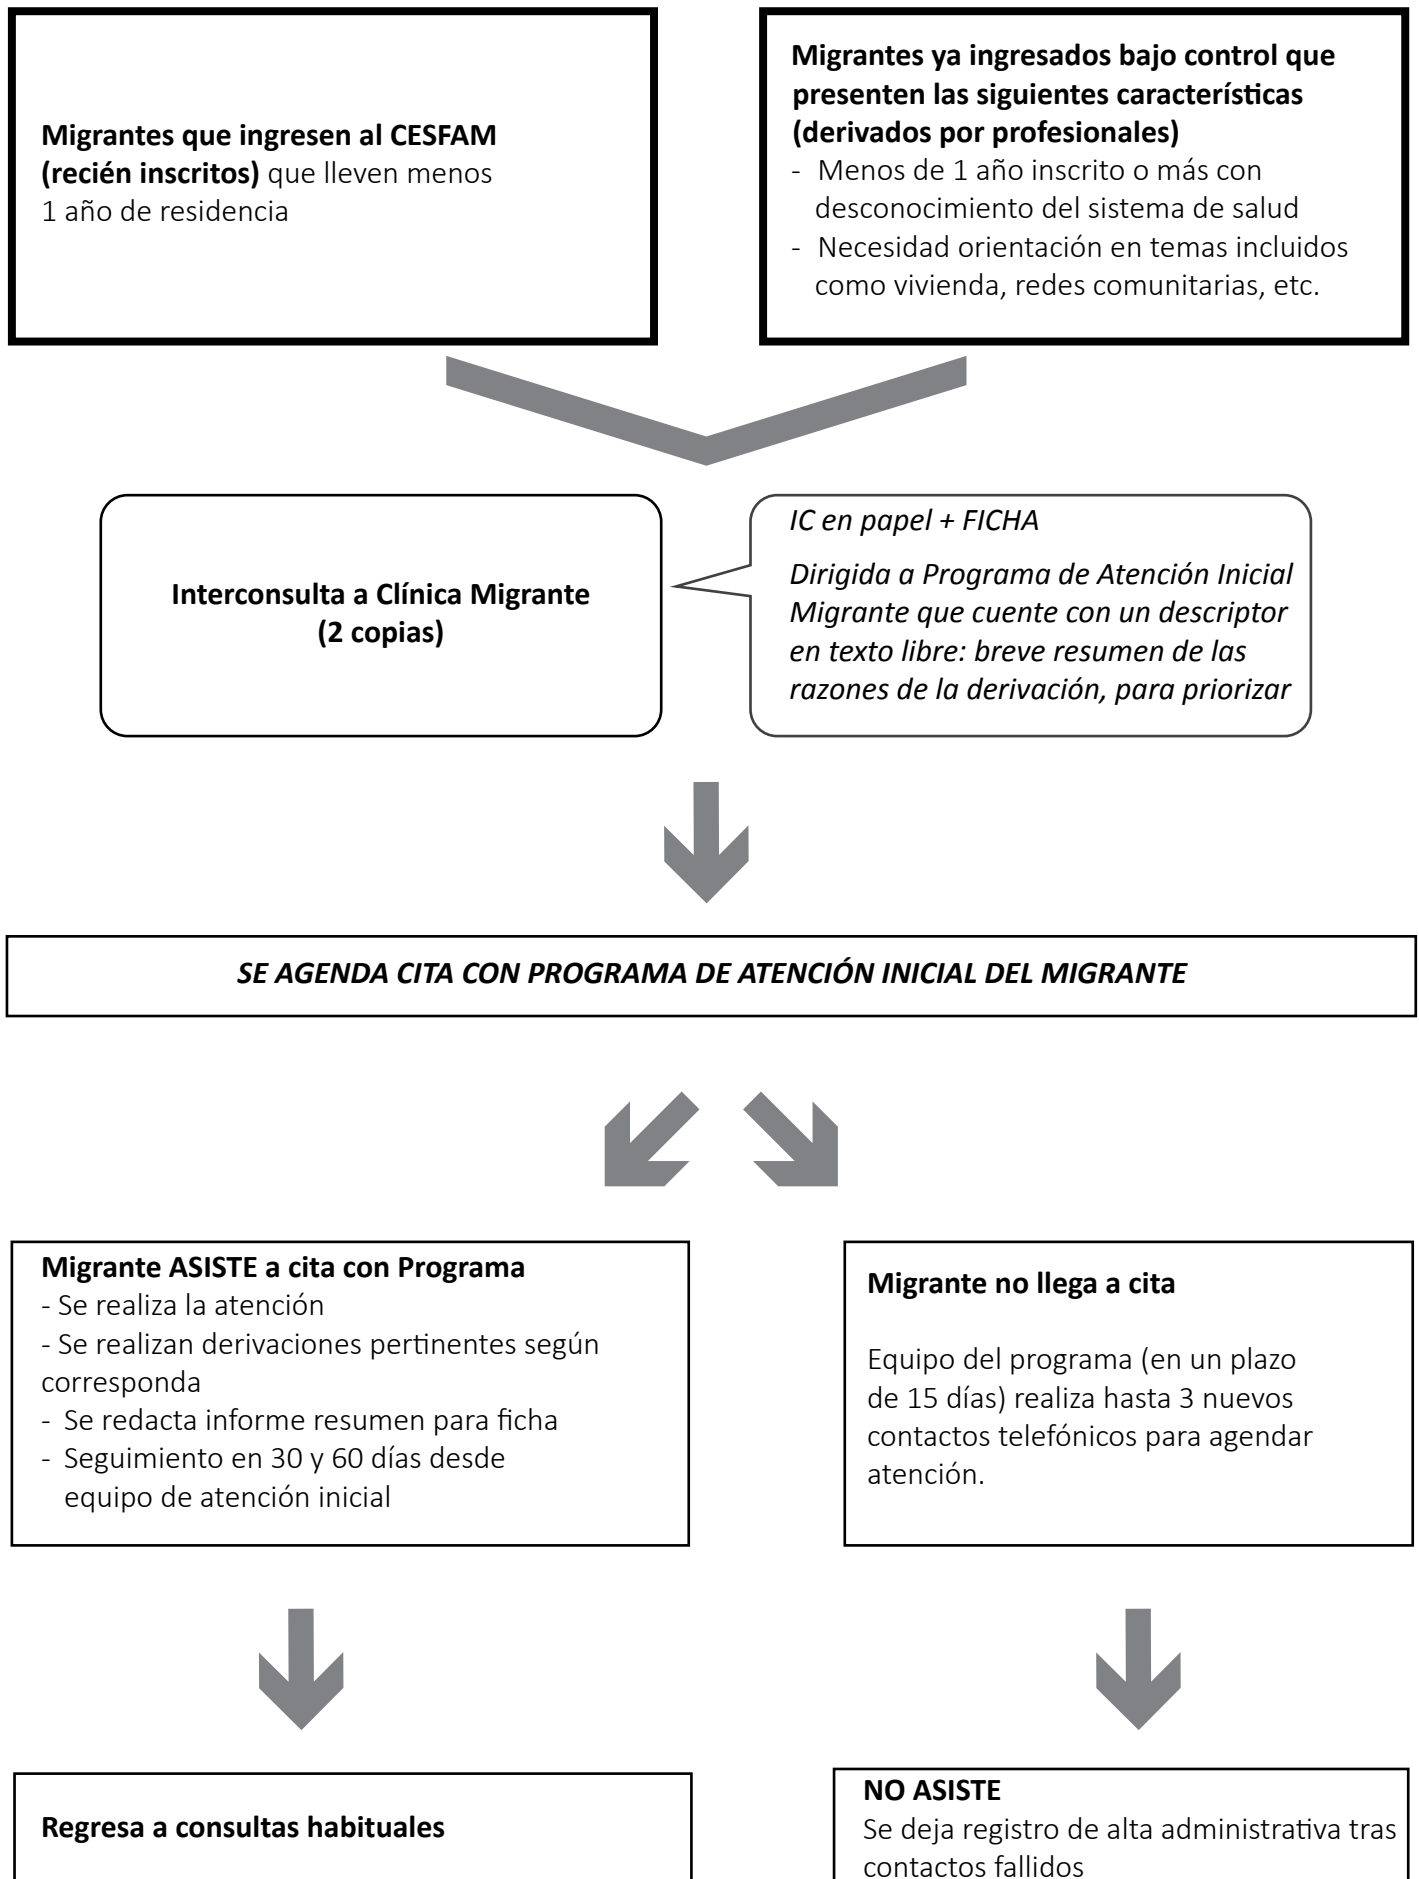 Migrantes que ingresen al CESFAM
(recién inscritos) que lleven menos
1 año de residencia
Migrantes ya ingresados bajo control que
presenten las siguientes características
(derivados por profesionales)
- Menos de 1 año inscrito o más con
desconocimiento del sistema de salud
- Necesidad orientación en temas incluidos
como vivienda, redes comunitarias, etc.
Interconsulta a Clínica Migrante
(2 copias)
IC en papel + FICHA
Dirigida a Programa de Atención Inicial
Migrante que cuente con un descriptor
en texto libre: breve resumen de las
razones de la derivación, para priorizar
SE AGENDA CITA CON PROGRAMA DE ATENCIÓN INICIAL DEL MIGRANTE
Migrante ASISTE a cita con Programa
- Se realiza la atención
- Se realizan derivaciones pertinentes según
corresponda
- Se redacta informe resumen para ficha
- Seguimiento en 30 y 60 días desde
equipo de atención inicial
Migrante no llega a cita
Equipo del programa (en un plazo
de 15 días) realiza hasta 3 nuevos
contactos telefónicos para agendar
atención.
Regresa a consultas habituales
NO ASISTE
Se deja registro de alta administrativa tras
contactos fallidos